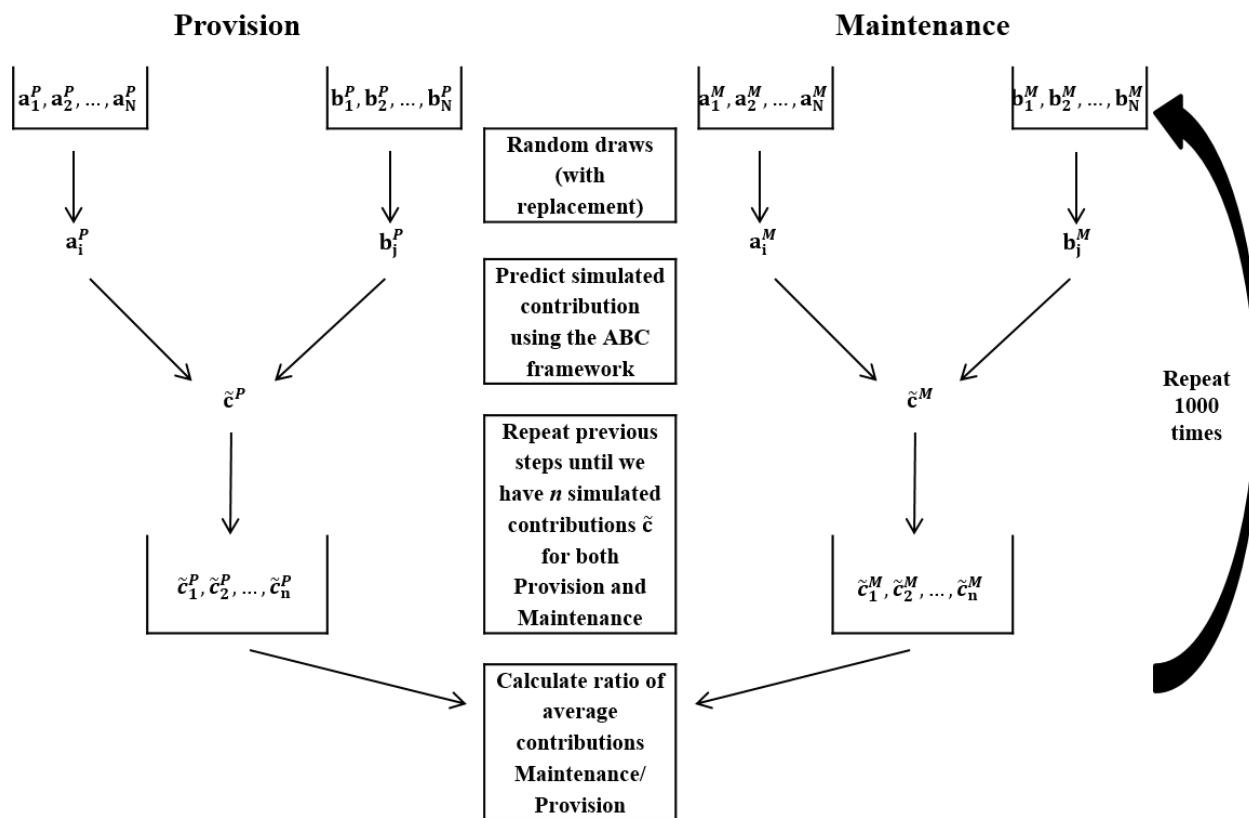 Provision
Maintenance
a₁ᴾ, a₂ᴾ, …, a_Nᴾ
b₁ᴾ, b₂ᴾ, …, b_Nᴾ
a₁ᴹ, a₂ᴹ, …, a_Nᴹ
b₁ᴹ, b₂ᴹ, …, b_Nᴹ
Random draws
(with
replacement)
aᵢᴾ
bⱼᴾ
aᵢᴹ
bⱼᴹ
Predict simulated
contribution
using the ABC
framework
c̃ᴾ
c̃ᴹ
Repeat
1000
times
Repeat previous
steps until we
have n simulated
contributions c̃
for both
Provision and
Maintenance
c̃₁ᴾ, c̃₂ᴾ, …, c̃ₙᴾ
c̃₁ᴹ, c̃₂ᴹ, …, c̃ₙᴹ
Calculate ratio of
average
contributions
Maintenance/
Provision